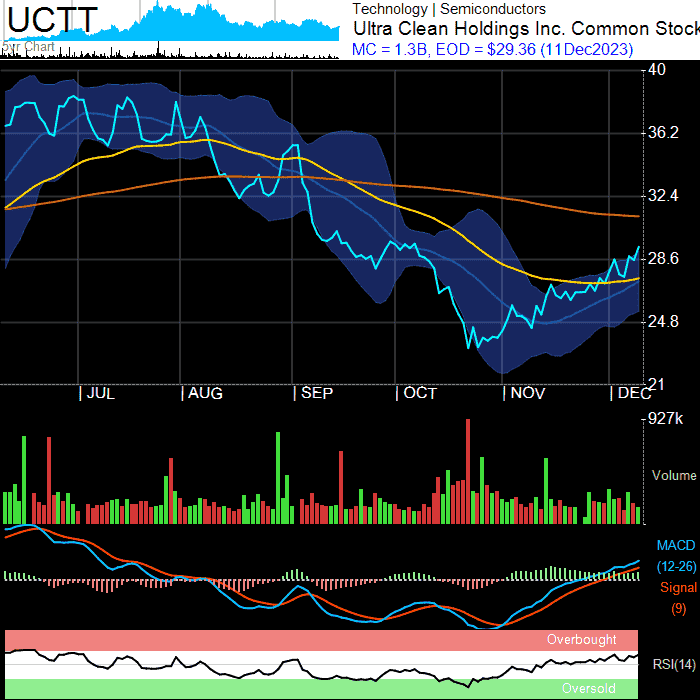 UCTT
5yr Chart
Technology | Semiconductors
Ultra Clean Holdings Inc. Common Stock
MC = 1.3B, EOD = $29.36 (11Dec2023)
40
36.2
32.4
28.6
24.8
21
| JUL | AUG | SEP | OCT | NOV | DEC
927k
Volume
MACD
(12-26)
Signal
(9)
Overbought
RSI(14)
Oversold